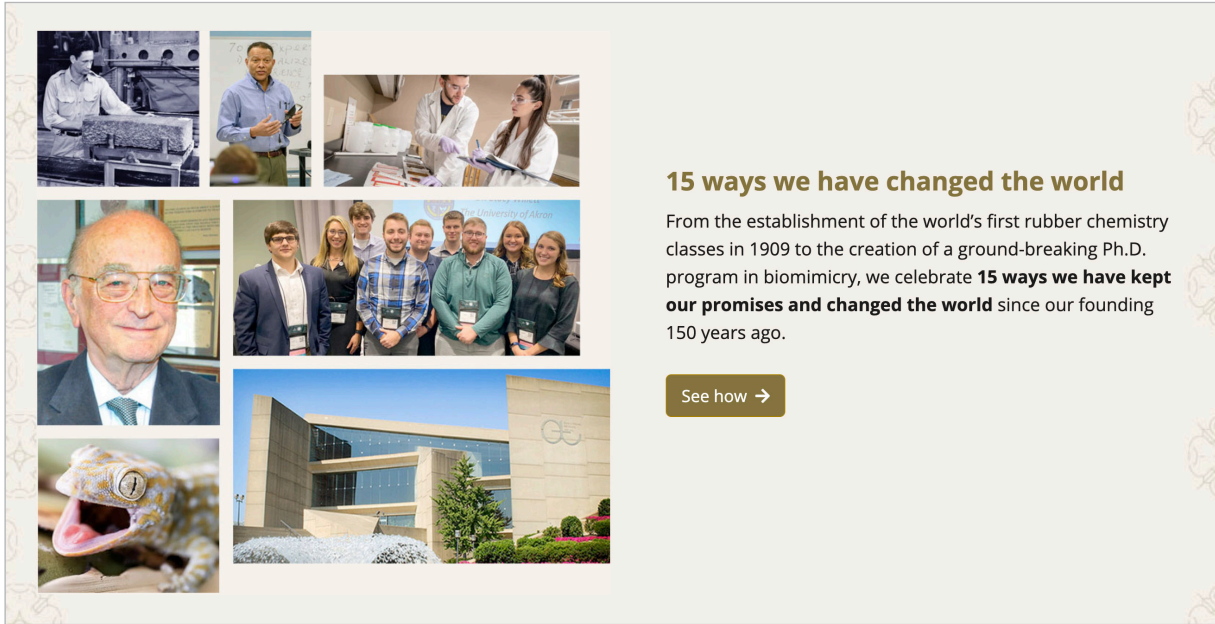 The University of Akron
15 ways we have changed the world
From the establishment of the world's first rubber chemistry
classes in 1909 to the creation of a ground-breaking Ph.D.
program in biomimicry, we celebrate 15 ways we have kept
our promises and changed the world since our founding
150 years ago.
See how →